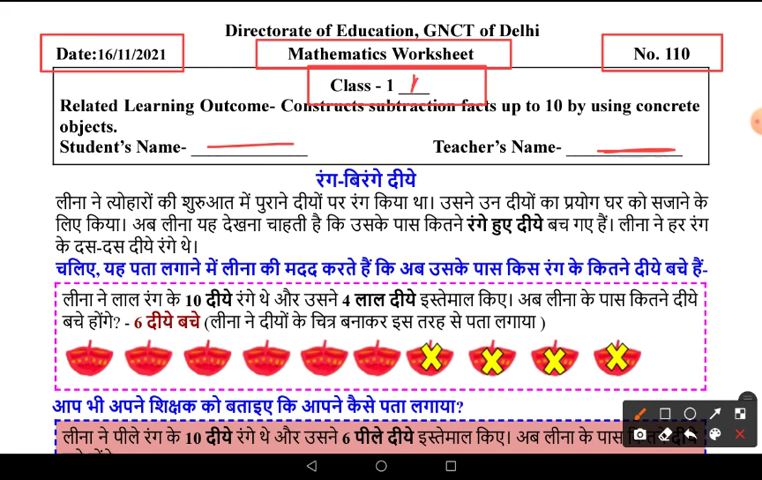 Directorate of Education, GNCT of Delhi
Date:16/11/2021 Mathematics Worksheet No. 110
Class - 1 ____
Related Learning Outcome- Constructs subtraction facts up to 10 by using concrete
objects.
Student's Name- _____________ Teacher's Name- _____________
रंग-बिरंगे दीये
लीना ने त्योहारों की शुरुआत में पुराने दीयों पर रंग किया था। उसने उन दीयों का प्रयोग घर को सजाने के
लिए किया। अब लीना यह देखना चाहती है कि उसके पास कितने रंगे हुए दीये बच गए हैं। लीना ने हर रंग
के दस-दस दीये रंगे थे।
चलिए, यह पता लगाने में लीना की मदद करते हैं कि अब उसके पास किस रंग के कितने दीये बचे हैं-
लीना ने लाल रंग के 10 दीये रंगे थे और उसने 4 लाल दीये इस्तेमाल किए। अब लीना के पास कितने दीये
बचे होंगे? - 6 दीये बचे (लीना ने दीयों के चित्र बनाकर इस तरह से पता लगाया )
आप भी अपने शिक्षक को बताइए कि आपने कैसे पता लगाया?
लीना ने पीले रंग के 10 दीये रंगे थे और उसने 6 पीले दीये इस्तेमाल किए। अब लीना के पास